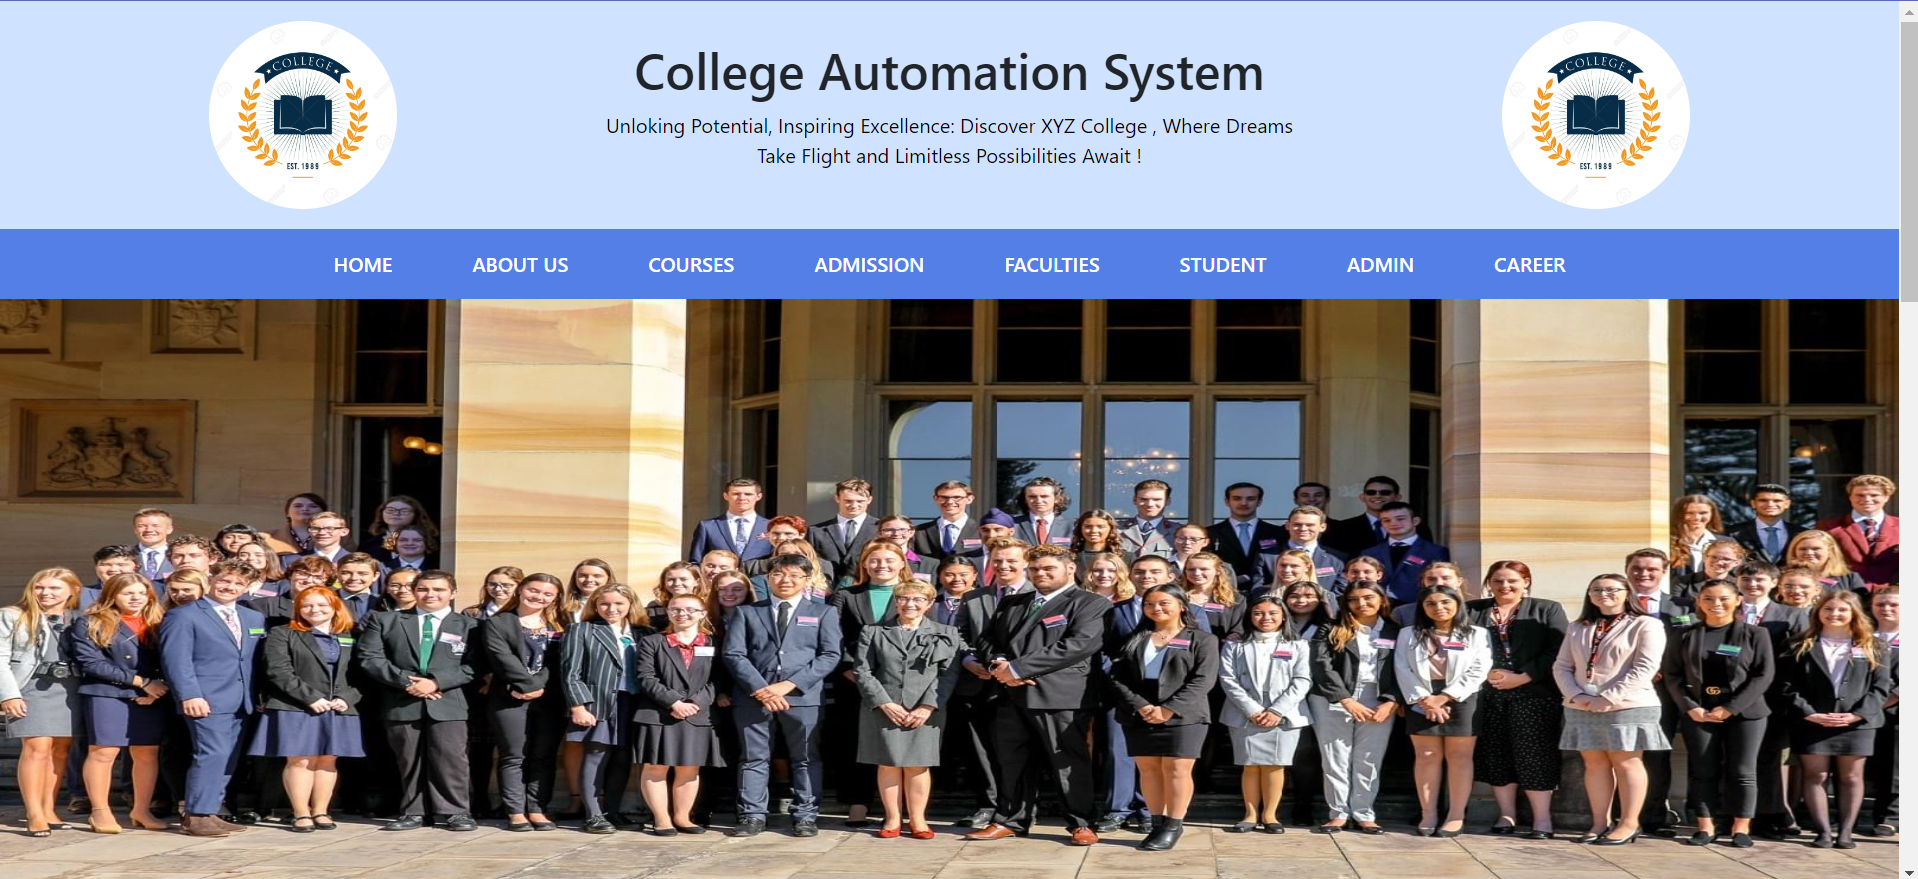 COLLEGE
EST. 1989
College Automation System
Unloking Potential, Inspiring Excellence: Discover XYZ College , Where Dreams
Take Flight and Limitless Possibilities Await !
COLLEGE
EST. 1989
HOME ABOUT US COURSES ADMISSION FACULTIES STUDENT ADMIN CAREER